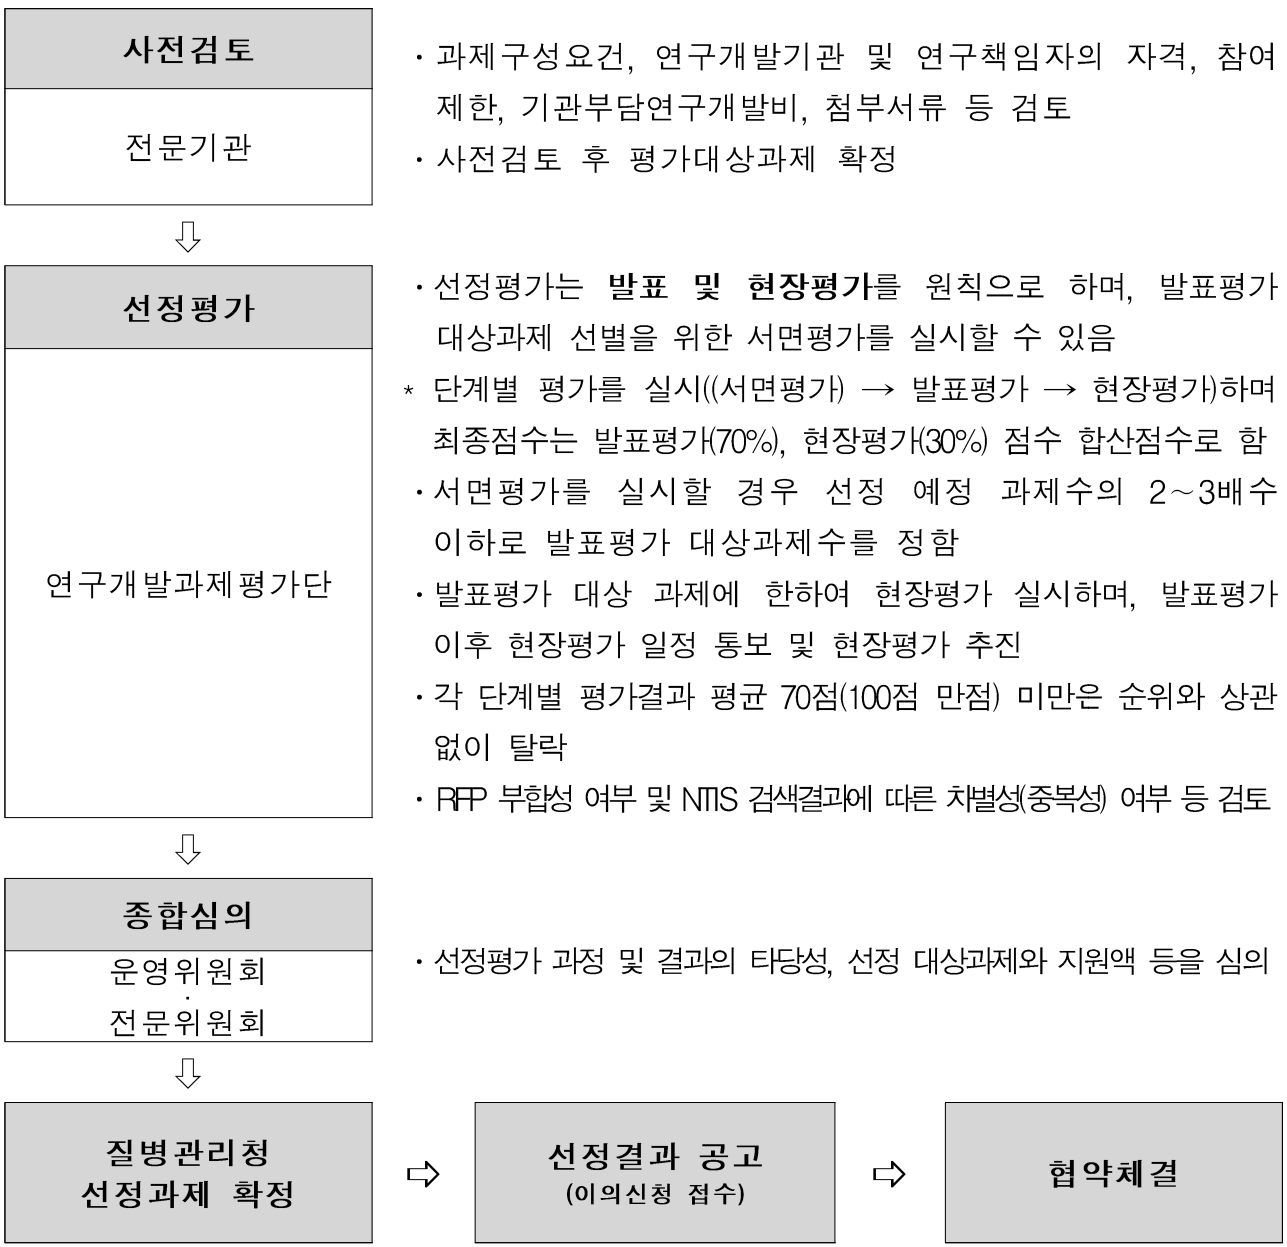 사전검토
전문기관
· 과제구성요건, 연구개발기관 및 연구책임자의 자격, 참여
제한, 기관부담연구개발비, 첨부서류 등 검토
· 사전검토 후 평가대상과제 확정
⇩
선정평가
연구개발과제평가단
· 선정평가는 발표 및 현장평가를 원칙으로 하며, 발표평가
대상과제 선별을 위한 서면평가를 실시할 수 있음
* 단계별 평가를 실시((서면평가) → 발표평가 → 현장평가)하며
최종점수는 발표평가(70%), 현장평가(30%) 점수 합산점수로 함
· 서면평가를 실시할 경우 선정 예정 과제수의 2~3배수
이하로 발표평가 대상과제수를 정함
· 발표평가 대상 과제에 한하여 현장평가 실시하며, 발표평가
이후 현장평가 일정 통보 및 현장평가 추진
· 각 단계별 평가결과 평균 70점(100점 만점) 미만은 순위와 상관
없이 탈락
· RFP 부합성 여부 및 NTIS 검색결과에 따른 차별성(중복성) 여부 등 검토
⇩
종합심의
운영위원회
·
전문위원회
· 선정평가 과정 및 결과의 타당성, 선정 대상과제와 지원액 등을 심의
⇩
질병관리청
선정과제 확정
⇨
선정결과 공고
(이의신청 접수)
⇨
협약체결